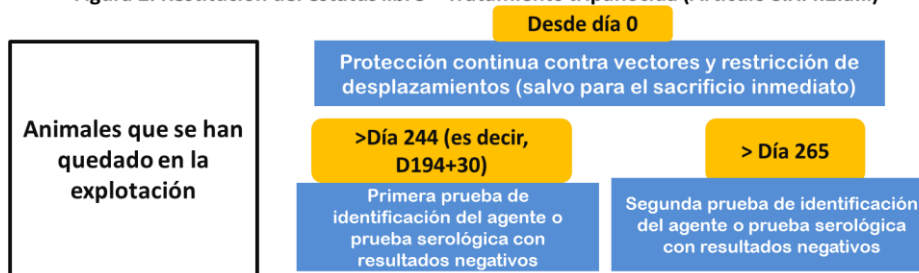 Desde día 0
Protección continua contra vectores y restricción de
desplazamientos (salvo para el sacrificio inmediato)
Animales que se han
quedado en la
explotación
>Día 244 (es decir,
D194+30)
Primera prueba de
identificación del agente o
prueba serológica con
resultados negativos
> Día 265
Segunda prueba de identificación
del agente o prueba serológica
con resultados negativos